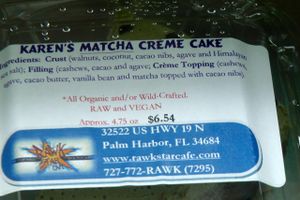 KAREN'S MATCHA CREME CAKE
Ingredients: Crust (walnuts, coconut, cacao nibs, agave and Himalayan
sea salt); Filling (cashews, cacao and agave); Crème Topping (cashews,
agave, cacao butter, vanilla bean and matcha topped with cacao nibs).
*All Organic and/or Wild-Crafted.
RAW and VEGAN
Approx. 4.75 oz $6.54
32522 US HWY 19 N
Palm Harbor, FL 34684
www.rawkstarcafe.com
727-772-RAWK (7295)